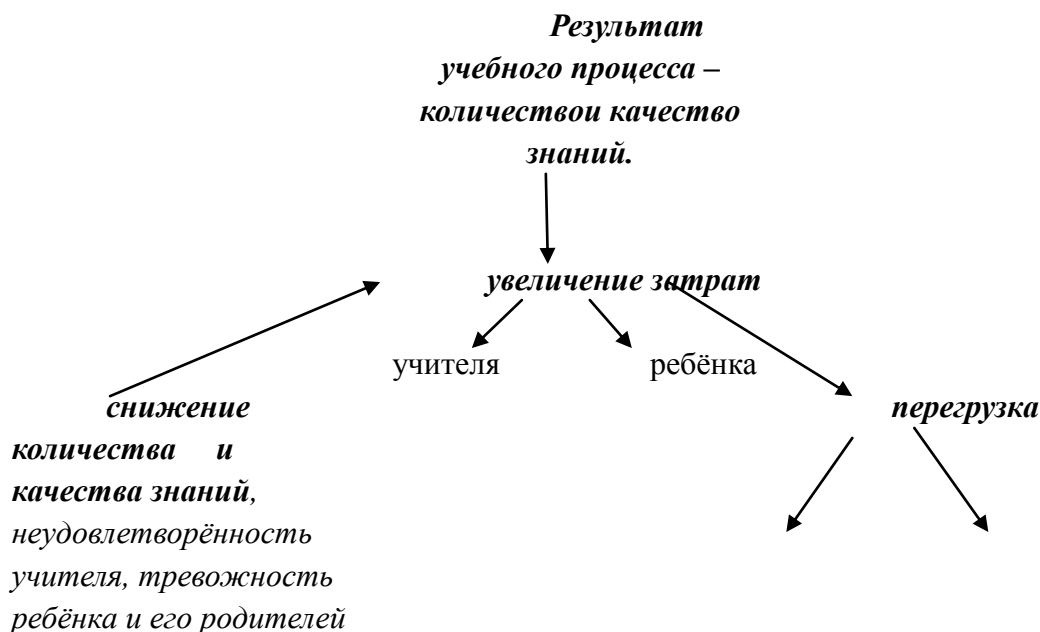 Результат
учебного процесса –
количествои качество
знаний.
увеличение затрат
учителя ребёнка
снижение
количества и
качества знаний,
неудовлетворённость
учителя, тревожность
ребёнка и его родителей
перегрузка